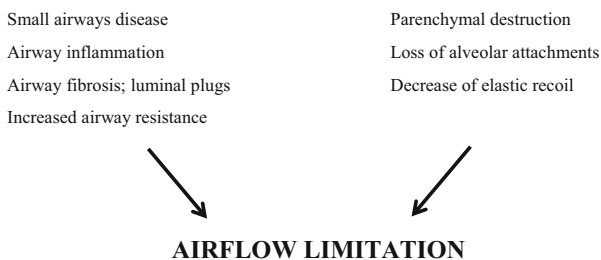 Small airways disease
Airway inflammation
Airway fibrosis; luminal plugs
Increased airway resistance
Parenchymal destruction
Loss of alveolar attachments
Decrease of elastic recoil
AIRFLOW LIMITATION